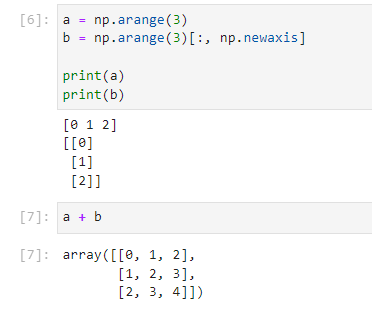 [6]: a = np.arange(3)
b = np.arange(3)[:, np.newaxis]
print(a)
print(b)
[0 1 2]
[[0]
 [1]
 [2]]
[7]: a + b
[7]: array([[0, 1, 2],
       [1, 2, 3],
       [2, 3, 4]])